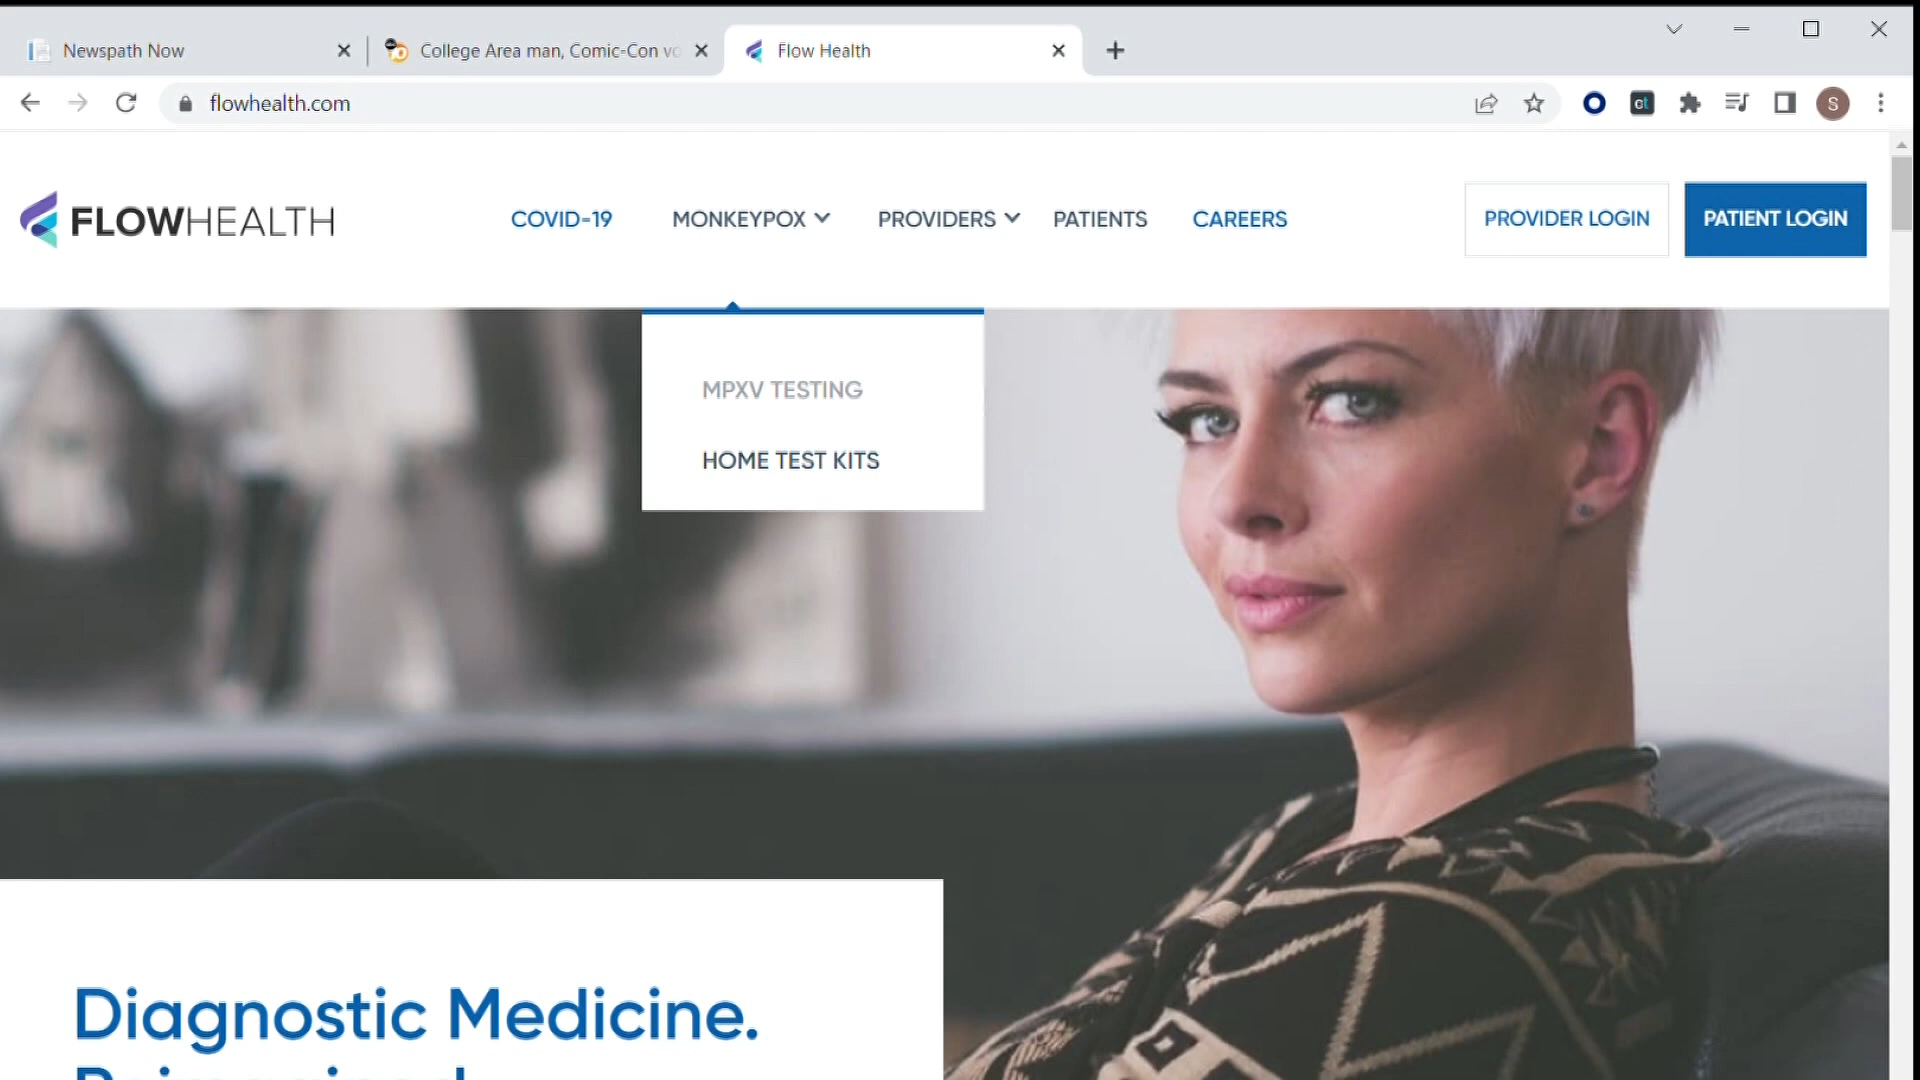 Newspath Now
College Area man, Comic-Con vo
Flow Health
flowhealth.com
ct
S
FLOWHEALTH
COVID-19
MONKEYPOX
PROVIDERS
PATIENTS
CAREERS
PROVIDER LOGIN
PATIENT LOGIN
MPXV TESTING
HOME TEST KITS
Diagnostic Medicine.